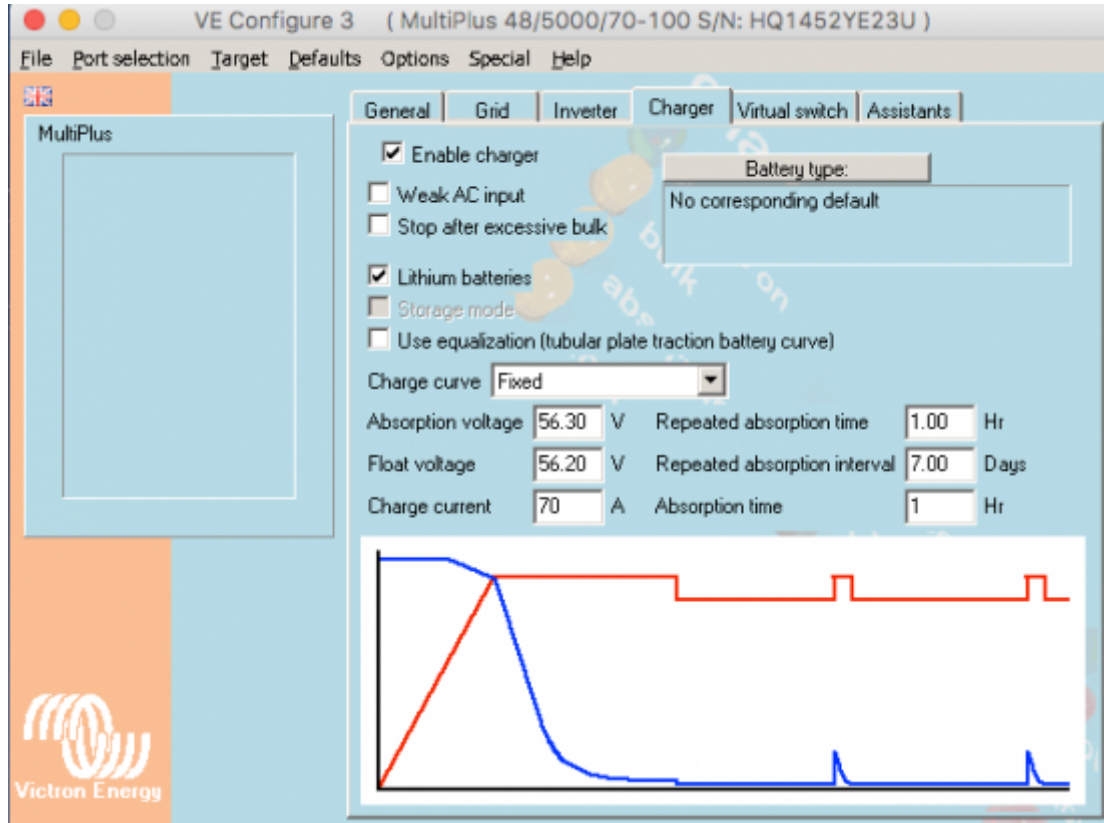 VE Configure 3 ( MultiPlus 48/5000/70-100 S/N: HQ1452YE23U )
File Port selection Target Defaults Options Special Help
General Grid Inverter Charger Virtual switch Assistants
MultiPlus
Enable charger
Battery type:
Weak AC input
No corresponding default
Stop after excessive bulk
Lithium batteries
Storage mode
Use equalization (tubular plate traction battery curve)
Charge curve Fixed
Absorption voltage 56.30 V Repeated absorption time 1.00 Hr
Float voltage 56.20 V Repeated absorption interval 7.00 Days
Charge current 70 A Absorption time 1 Hr
bulk
abs
on
Victron Energy